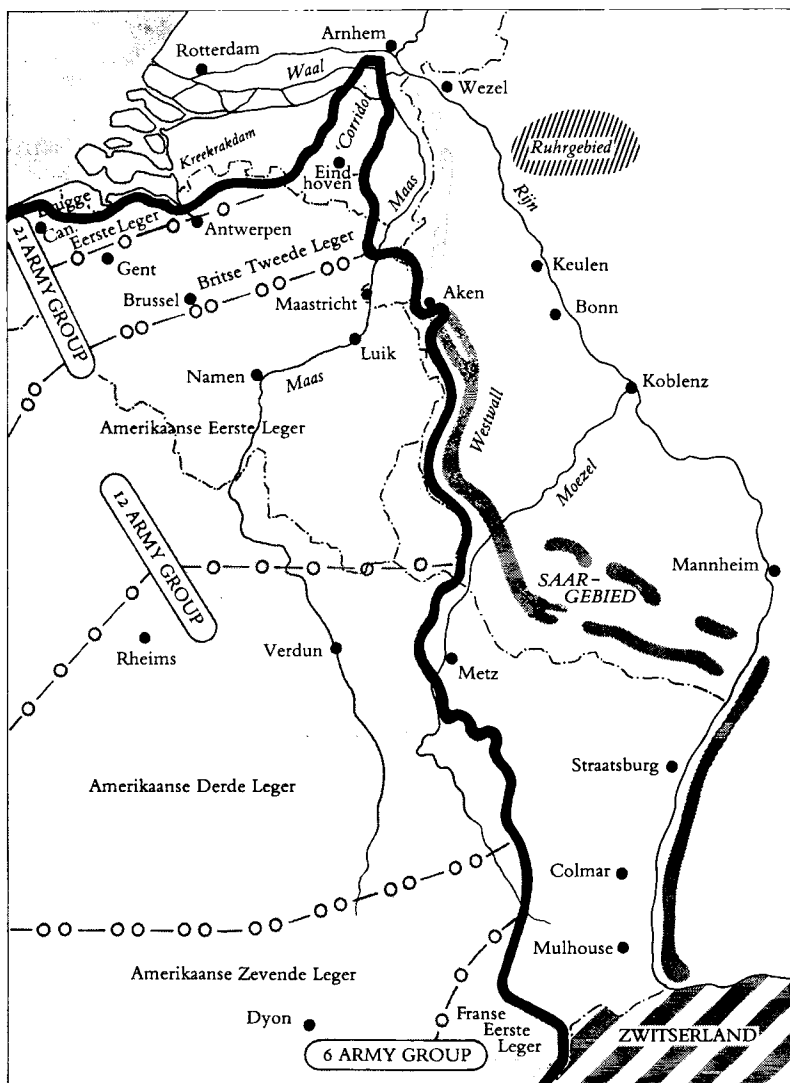 Arnhem
Rotterdam
Waal
Wezel
Kreekrakdam
'Corridor'
Ruhrgebied
Eind
hoven
Maas
Rijn
Brugge
Can.
Eerste Leger
Antwerpen
21 ARMY GROUP
Gent
Britse Tweede Leger
Keulen
Brussel
Maastricht
Aken
Bonn
Luik
Namen
Maas
Koblenz
Westwall
Amerikaanse Eerste Leger
Moezel
12 ARMY GROUP
Mannheim
SAAR-
GEBIED
Rheims
Verdun
Metz
Straatsburg
Amerikaanse Derde Leger
Colmar
Mulhouse
Amerikaanse Zevende Leger
Dyon
Franse
Eerste
Leger
ZWITSERLAND
6 ARMY GROUP